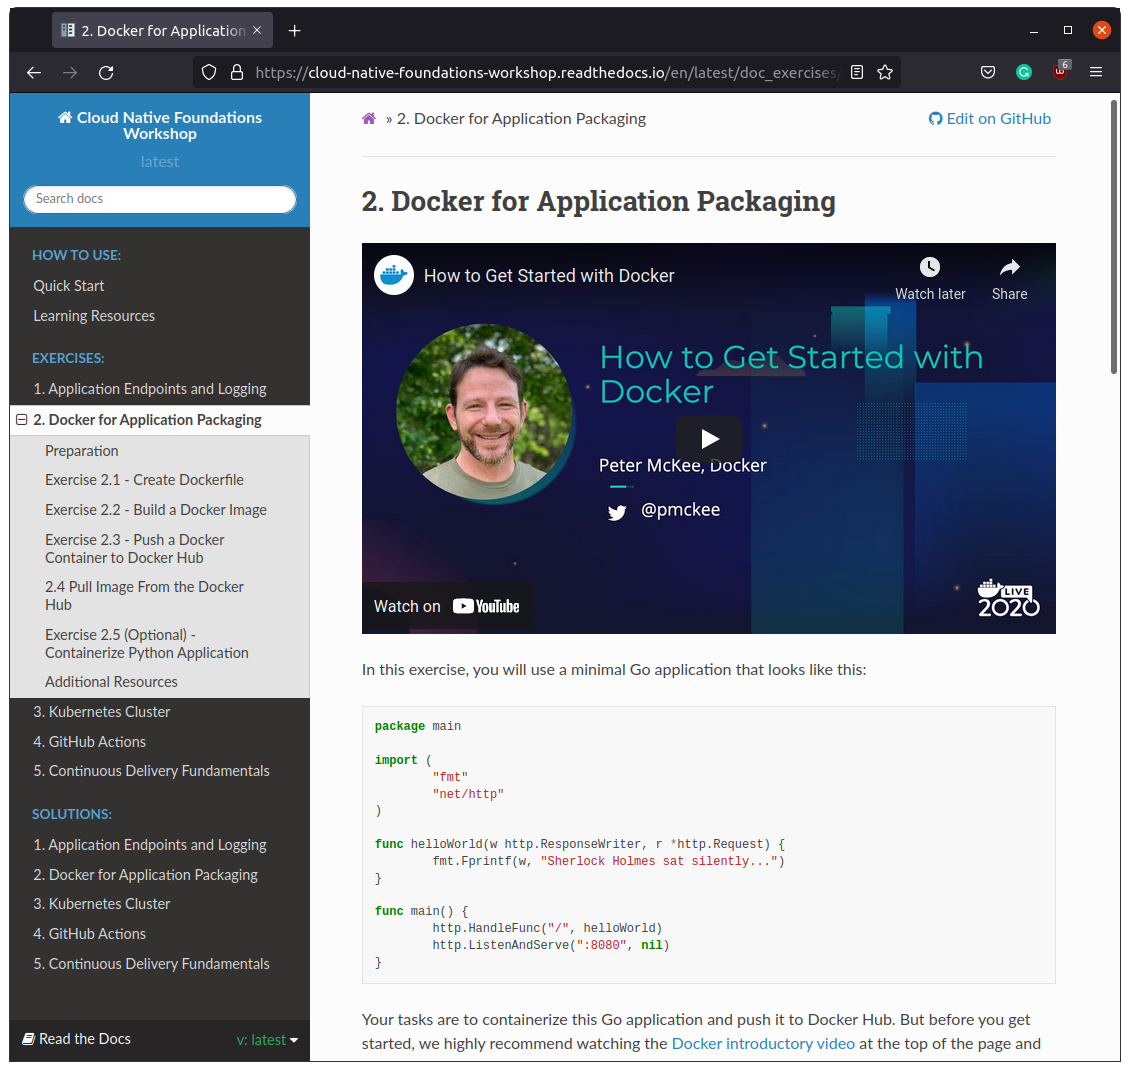 2. Docker for Application
https://cloud-native-foundations-workshop.readthedocs.io/en/latest/doc_exercises/
6
Cloud Native Foundations
Workshop
latest
Search docs
HOW TO USE:
Quick Start
Learning Resources
EXERCISES:
1. Application Endpoints and Logging
2. Docker for Application Packaging
Preparation
Exercise 2.1 - Create Dockerfile
Exercise 2.2 - Build a Docker Image
Exercise 2.3 - Push a Docker
Container to Docker Hub
2.4 Pull Image From the Docker
Hub
Exercise 2.5 (Optional) -
Containerize Python Application
Additional Resources
3. Kubernetes Cluster
4. GitHub Actions
5. Continuous Delivery Fundamentals
SOLUTIONS:
1. Application Endpoints and Logging
2. Docker for Application Packaging
3. Kubernetes Cluster
4. GitHub Actions
5. Continuous Delivery Fundamentals
Read the Docs v: latest
» 2. Docker for Application Packaging
Edit on GitHub
2. Docker for Application Packaging
How to Get Started with Docker
Watch later
Share
How to Get Started with
Docker
Peter McKee, Docker
@pmckee
Watch on YouTube
LIVE
2020
In this exercise, you will use a minimal Go application that looks like this:
package main
import (
"fmt"
"net/http"
)
func helloWorld(w http.ResponseWriter, r *http.Request) {
fmt.Fprintf(w, "Sherlock Holmes sat silently...")
}
func main() {
http.HandleFunc("/", helloWorld)
http.ListenAndServe(":8080", nil)
}
Your tasks are to containerize this Go application and push it to Docker Hub. But before you get
started, we highly recommend watching the Docker introductory video at the top of the page and